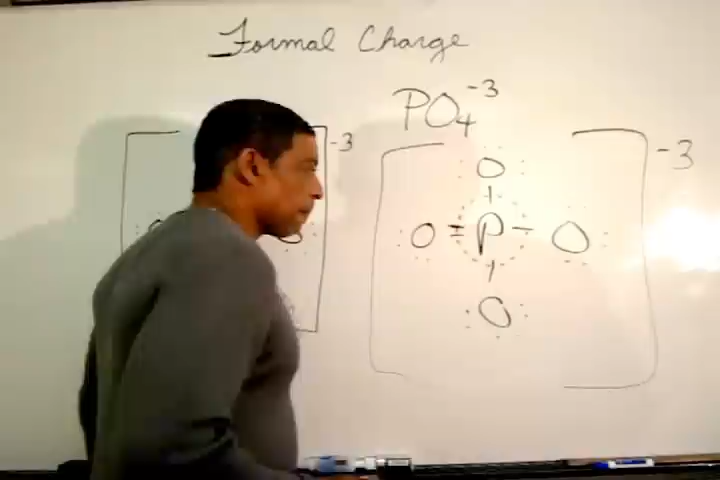 Formal Charge
PO₄⁻³
-3
-3
O
O = P - O
O